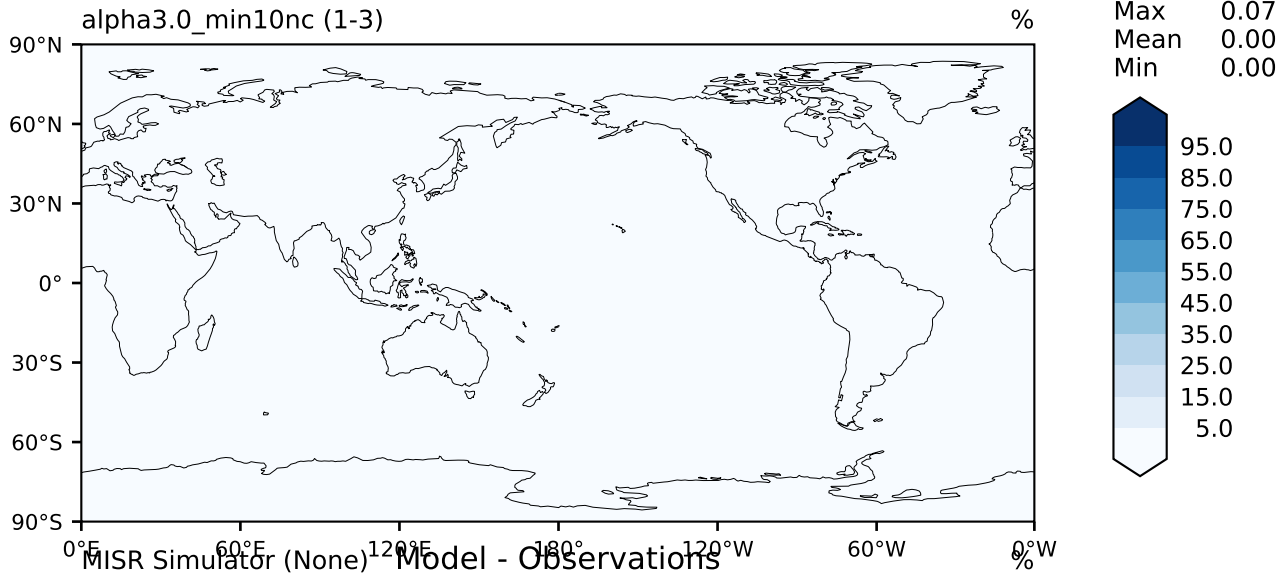 alpha3.0_min10nc (1-3) %
Max 0.07
Mean 0.00
Min 0.00
90°N
60°N
30°N
0°
30°S
60°S
90°S
95.0
85.0
75.0
65.0
55.0
45.0
35.0
25.0
15.0
5.0
0°E 60°E 120°E 180° 120°W 60°W 0°W
MISR Simulator (None) Model - Observations %